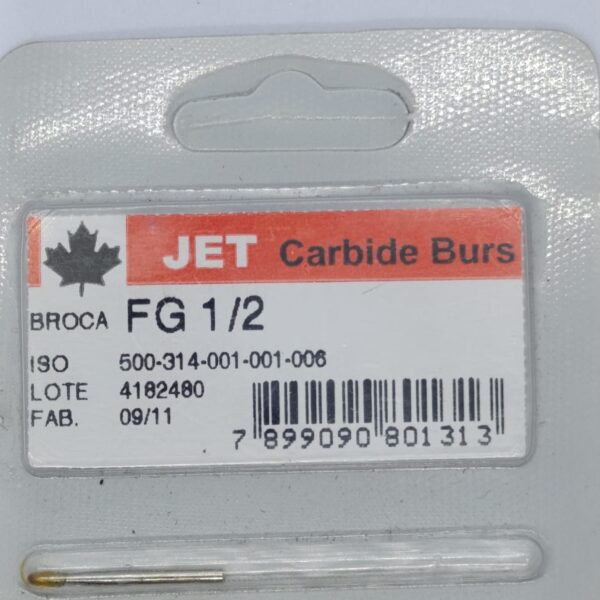 JET Carbide Burs
BROCA FG 1/2
ISO 500-314-001-001-006
LOTE 4182480
FAB. 09/11
7 899090 801313